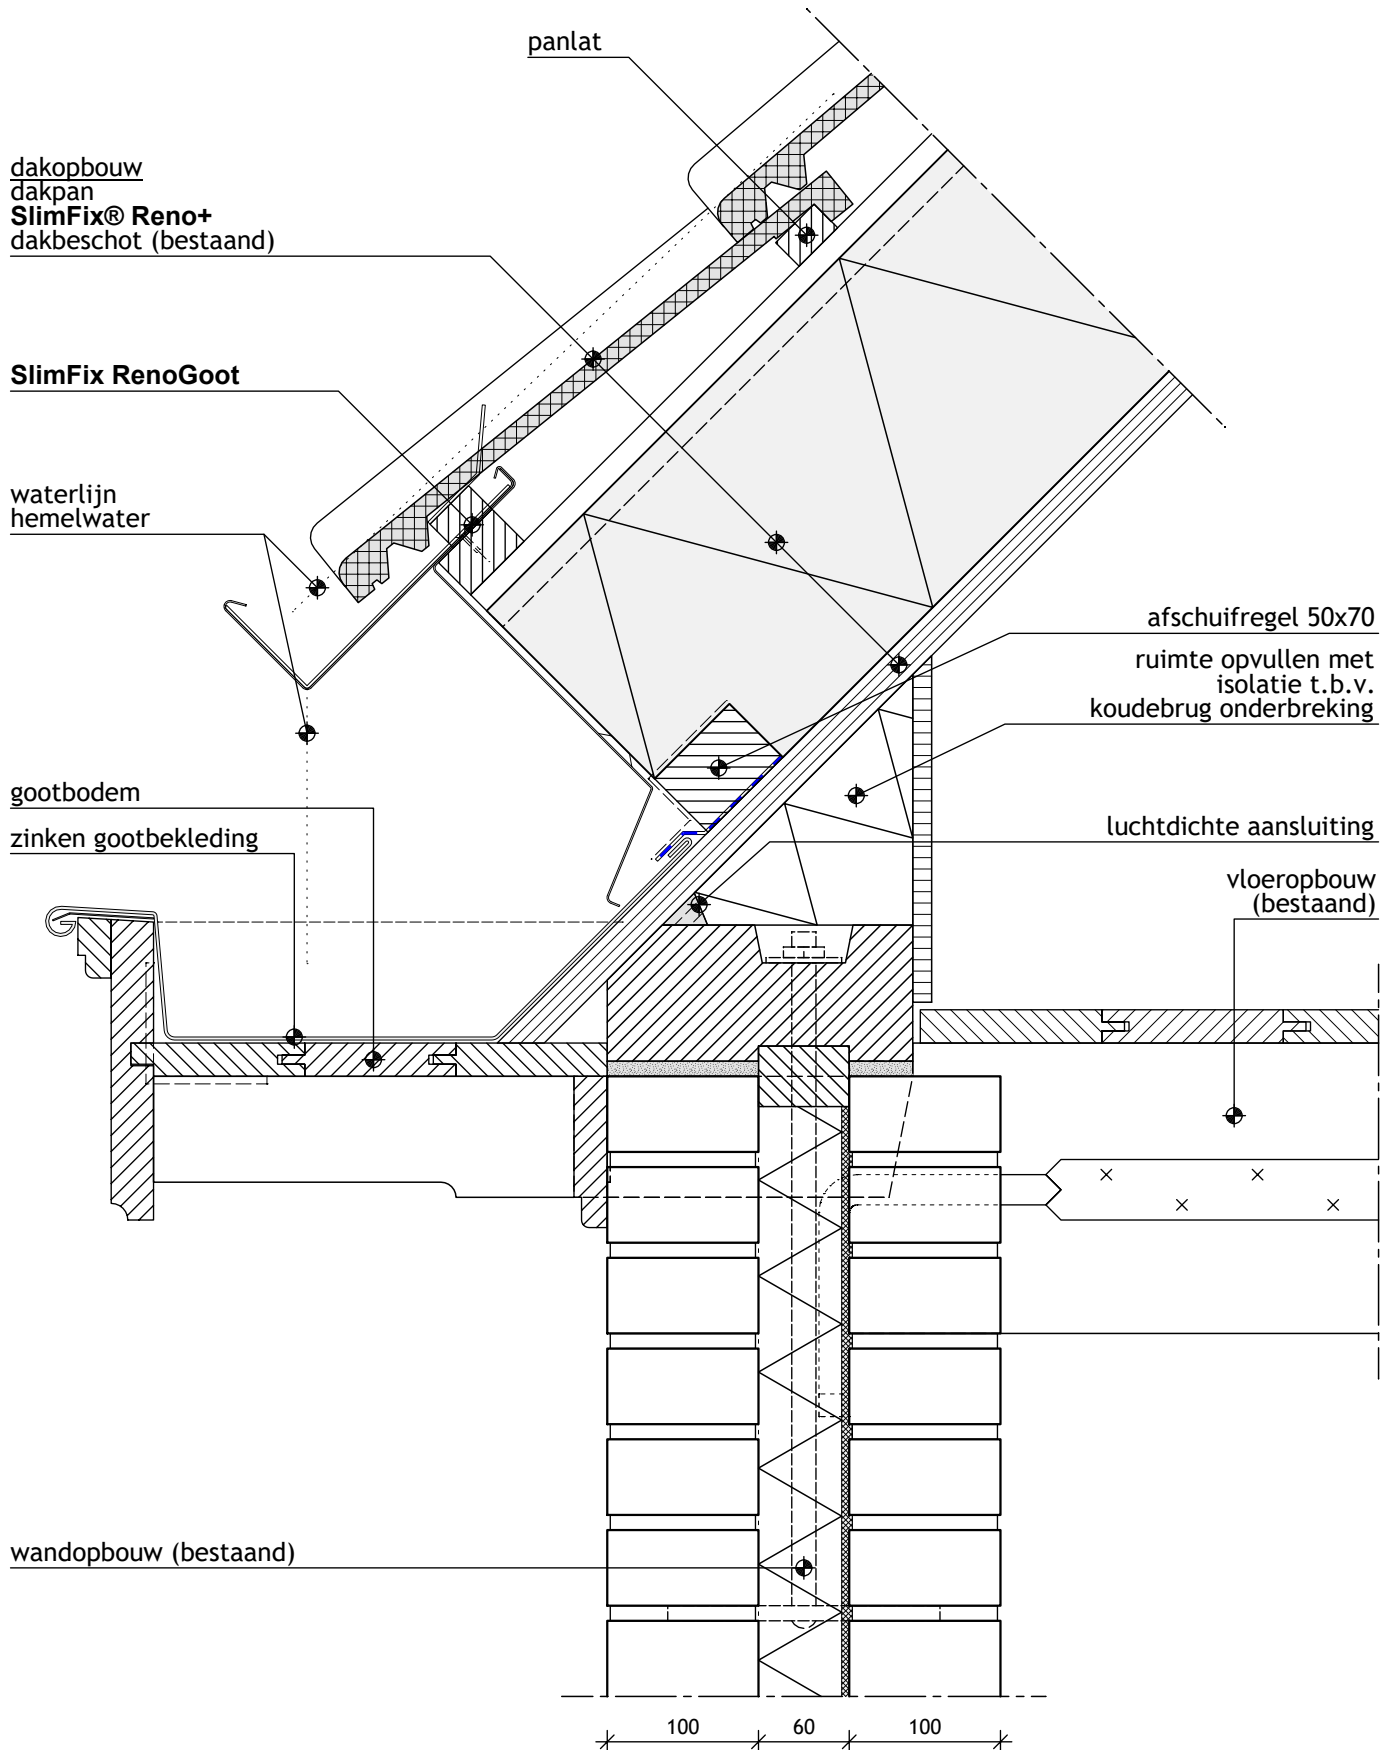 panlat
dakopbouw
dakpan
SlimFix® Reno+
dakbeschot (bestaand)
SlimFix RenoGoot
waterlijn
hemelwater
afschuifregel 50x70
ruimte opvullen met
isolatie t.b.v.
koudebrug onderbreking
gootbodem
zinken gootbekleding
luchtdichte aansluiting
vloeropbouw
(bestaand)
wandopbouw (bestaand)
100 60 100